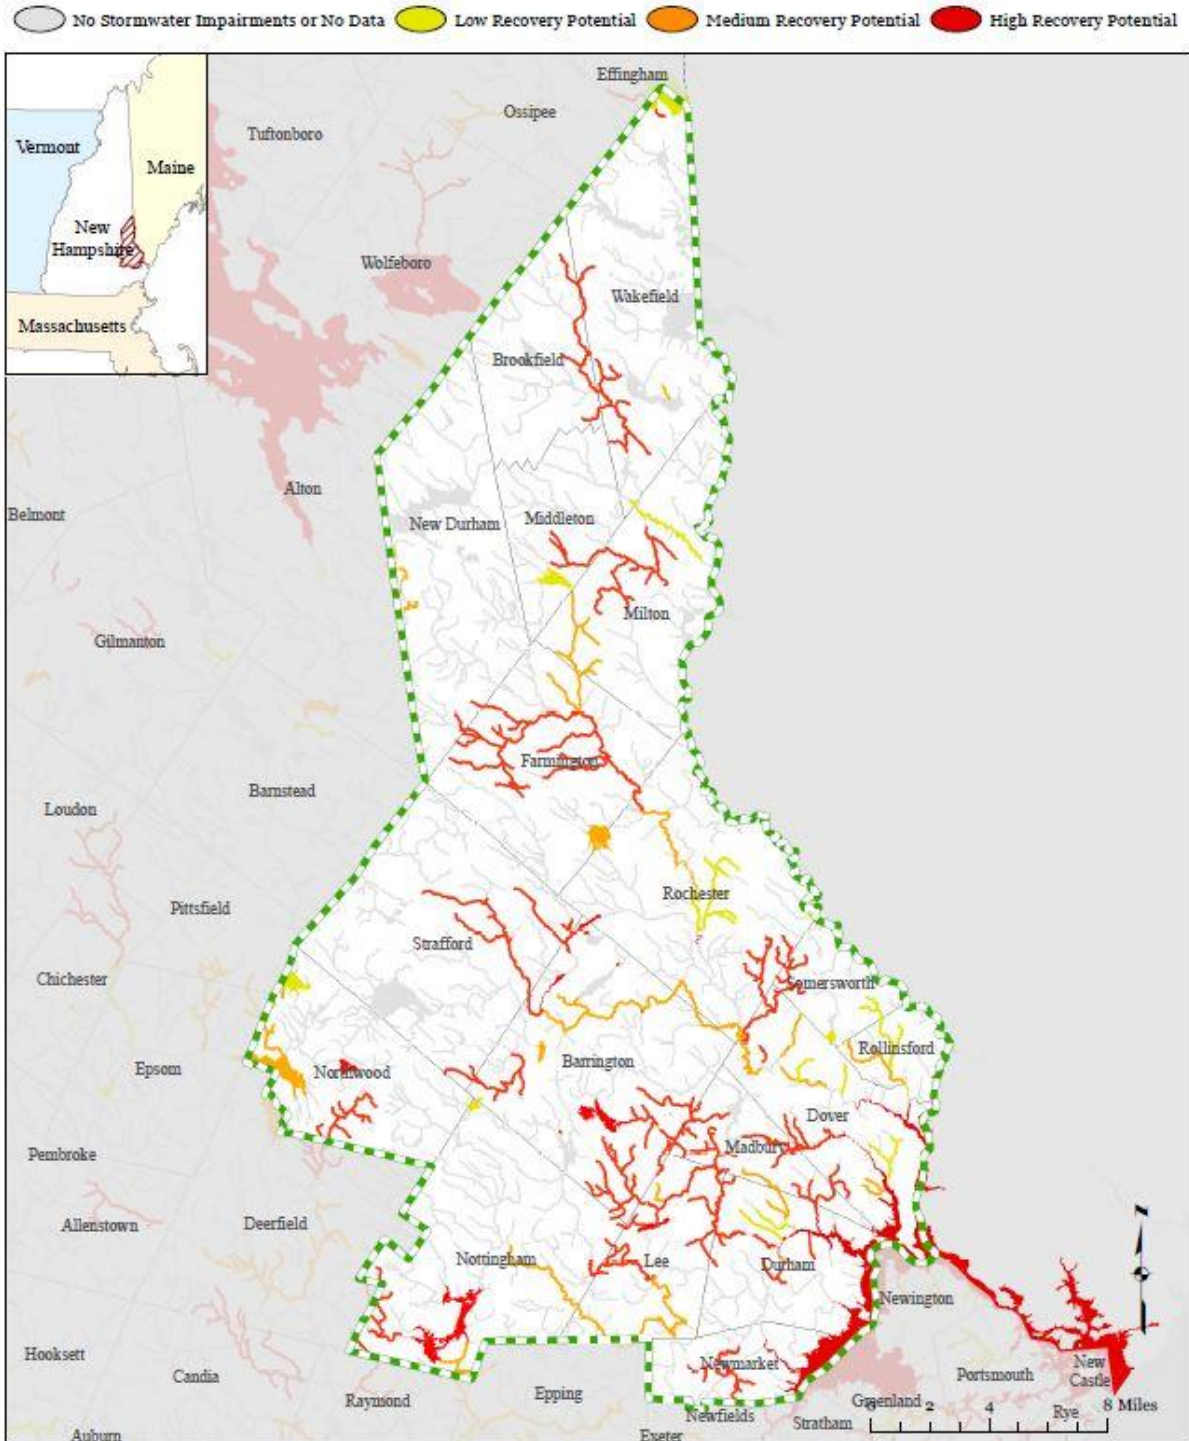 No Stormwater Impairments or No Data
Low Recovery Potential
Medium Recovery Potential
High Recovery Potential
Effingham
Ossipee
Tuftonboro
Vermont
Maine
New
Hampshire
Massachusetts
Wolfeboro
Wakefield
Brookfield
Alton
Belmont
New Durham
Middleton
Milton
Gilmanton
Farmington
Barnstead
Loudon
Rochester
Pittsfield
Strafford
Chichester
Somersworth
Rollinsford
Barrington
Epsom
Northwood
Dover
Madbury
Pembroke
Allenstown
Deerfield
Nottingham
Lee
Durham
Newington
Hooksett
Candia
Newmarket
Portsmouth
New
Castle
Raymond
Epping
Greenland
Newfields
Stratham
Rye
0 2 4 8 Miles
Auburn
Exeter
Z